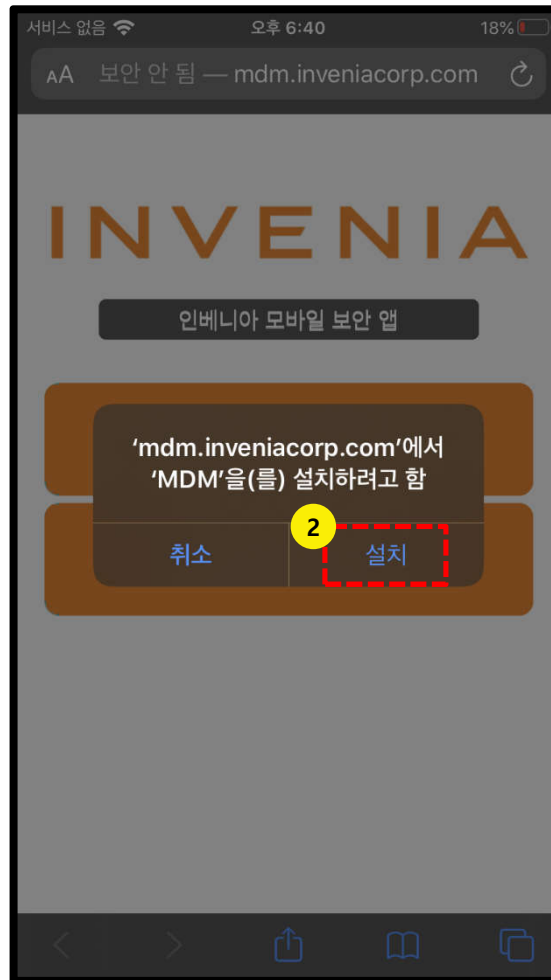 서비스 없음 오후 6:40 18%
AA 보안 안 됨 — mdm.inveniacorp.com
INVENIA
인베니아 모바일 보안 앱
‘mdm.inveniacorp.com’에서
‘MDM’을(를) 설치하려고 함
2
취소 설치